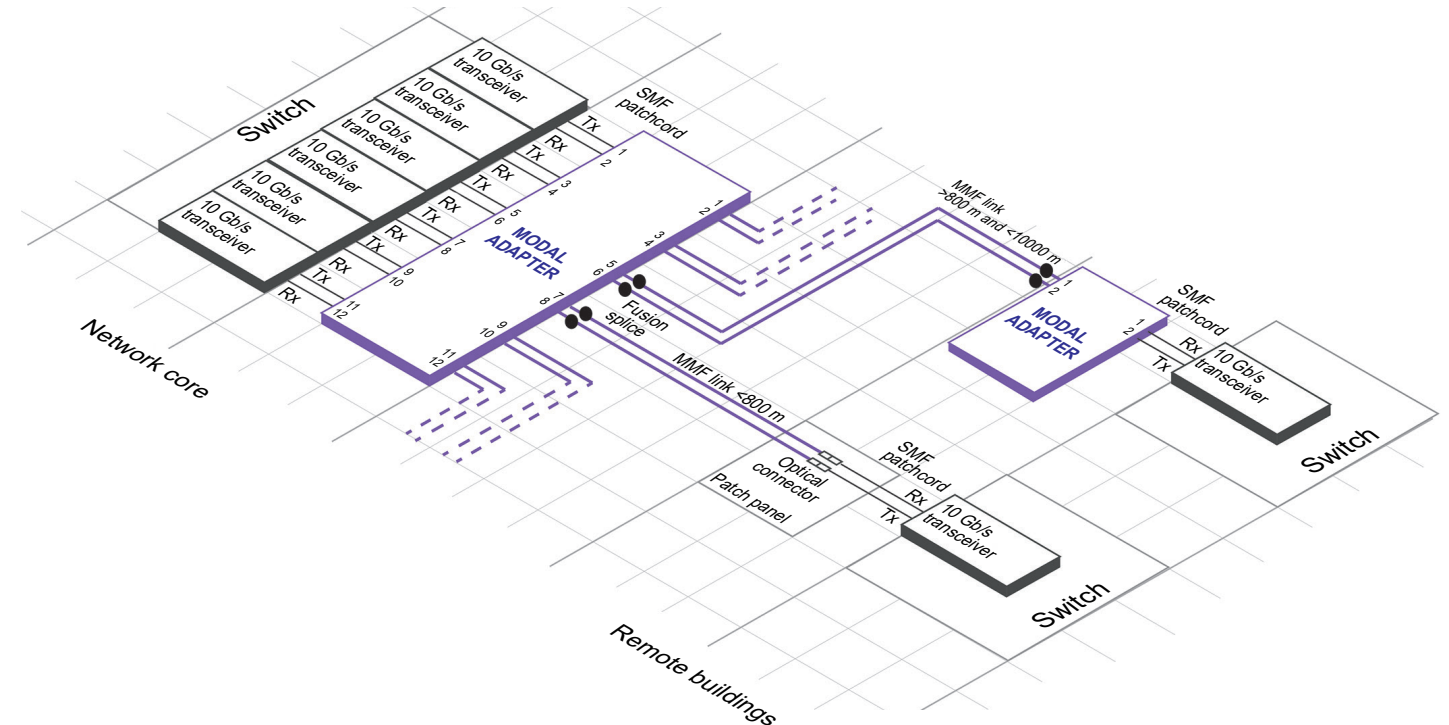 Switch
10 Gb/s
transceiver
10 Gb/s
transceiver
10 Gb/s
transceiver
10 Gb/s
transceiver
10 Gb/s
transceiver
10 Gb/s
transceiver
Tx
Rx
Tx
Rx
Tx
Rx
Tx
Rx
Tx
Rx
Tx
Rx
SMF
patchcord
1
2
3
4
5
6
7
8
9
10
11
12
MODAL
ADAPTER
1
2
3
4
5
6
7
8
9
10
11
12
Network core
Fusion
splice
MMF link
>800 m and <10000 m
1
2
MODAL
ADAPTER
1
2
SMF
patchcord
Rx
Tx
10 Gb/s
transceiver
Switch
MMF link <800 m
Optical
connector
Patch panel
SMF
patchcord
Rx
Tx
10 Gb/s
transceiver
Switch
Remote buildings